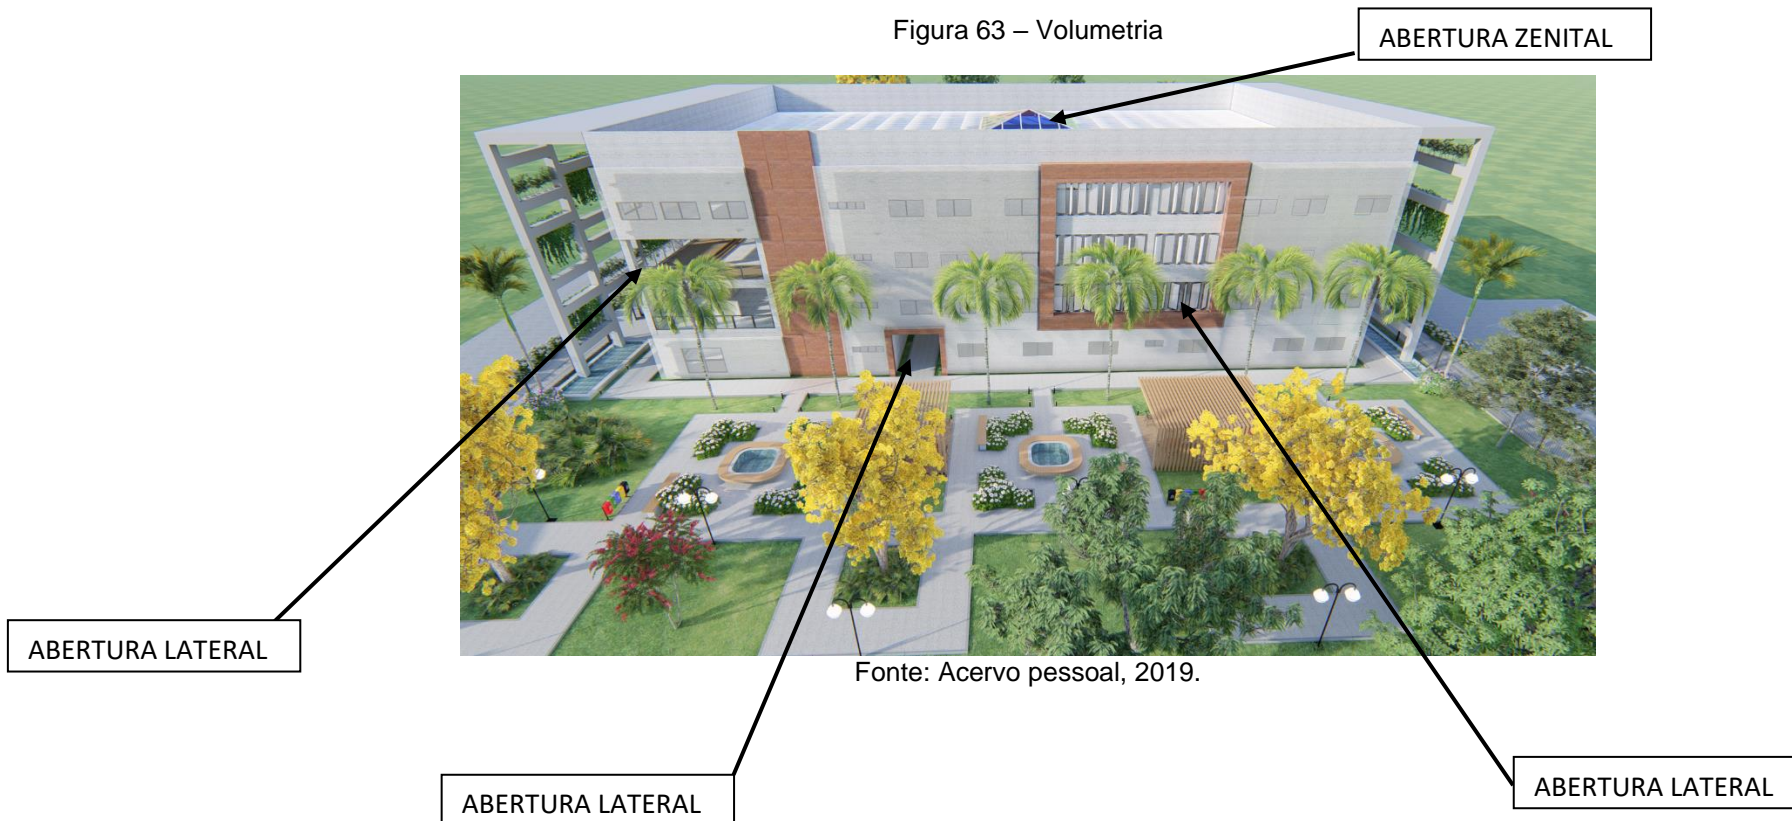 Figura 63 – Volumetria
ABERTURA ZENITAL
ABERTURA LATERAL
Fonte: Acervo pessoal, 2019.
ABERTURA LATERAL
ABERTURA LATERAL